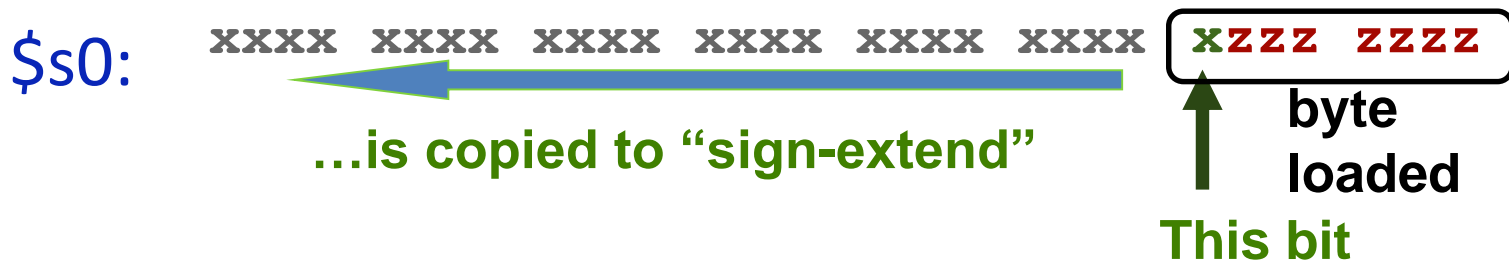 $s0: xxxx xxxx xxxx xxxx xxxx xxxx xzzz zzzz
…is copied to “sign-extend”
byte
loaded
This bit